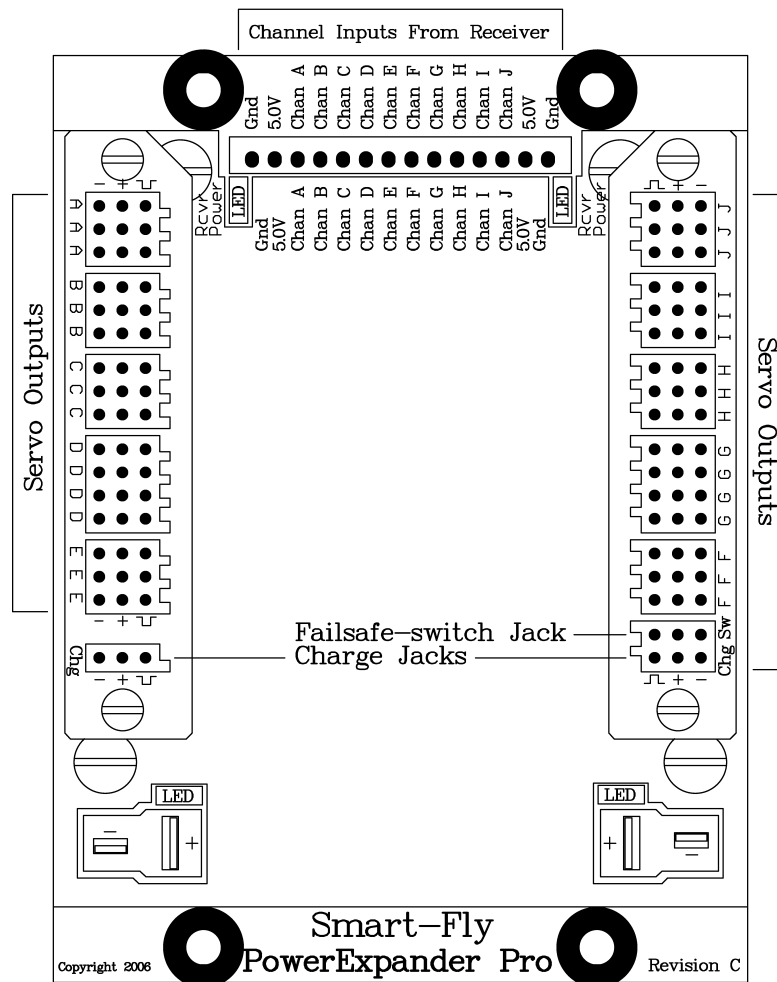 Channel Inputs From Receiver
Gnd
5.0V
Chan A
Chan B
Chan C
Chan D
Chan E
Chan F
Chan G
Chan H
Chan I
Chan J
5.0V
Gnd
LED
LED
Rcvr
Power
Rcvr
Power
Gnd
5.0V
Chan A
Chan B
Chan C
Chan D
Chan E
Chan F
Chan G
Chan H
Chan I
Chan J
5.0V
Gnd
Servo Outputs
- +
A
A
A
B
B
B
C
C
C
D
D
D
D
E
E
E
- +
Chg
- +
+ -
J
J
J
I
I
I
H
H
H
G
G
G
G
F
F
F
Sw
Chg
+ -
Servo Outputs
Failsafe-switch Jack
Charge Jacks
LED
- +
LED
+ -
Smart-Fly
PowerExpander Pro
Copyright 2006
Revision C